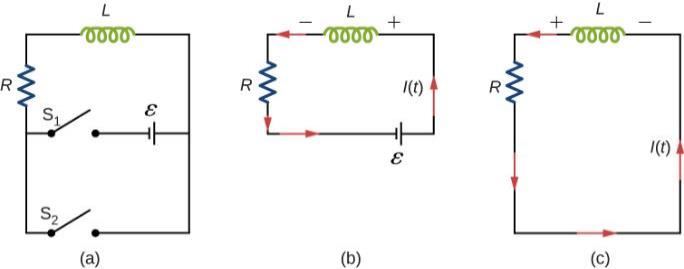 L
R
S1
ε
S2
(a)
− L +
R
I(t)
ε
(b)
+ L −
R
I(t)
(c)